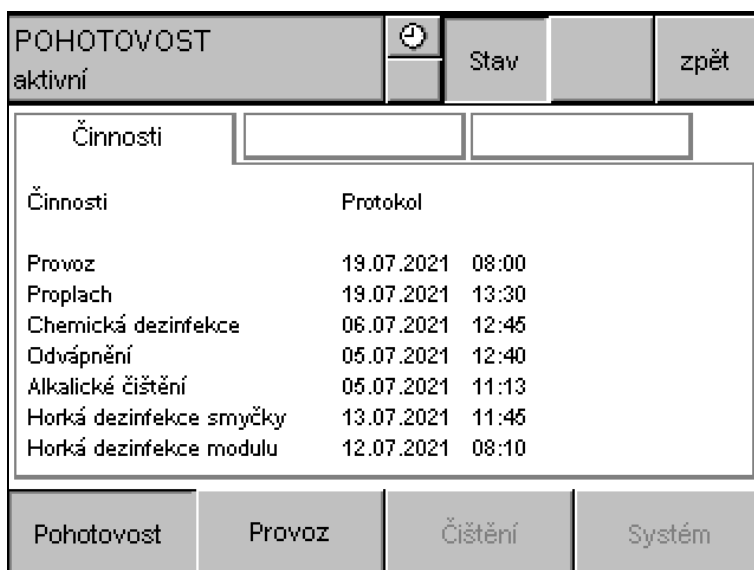 POHOTOVOST
aktivní
Stav
zpět
Činnosti
Činnosti Protokol
Provoz 19.07.2021 08:00
Proplach 19.07.2021 13:30
Chemická dezinfekce 06.07.2021 12:45
Odvápnění 05.07.2021 12:40
Alkalické čištění 05.07.2021 11:13
Horká dezinfekce smyčky 13.07.2021 11:45
Horká dezinfekce modulu 12.07.2021 08:10
Pohotovost Provoz Čištění Systém